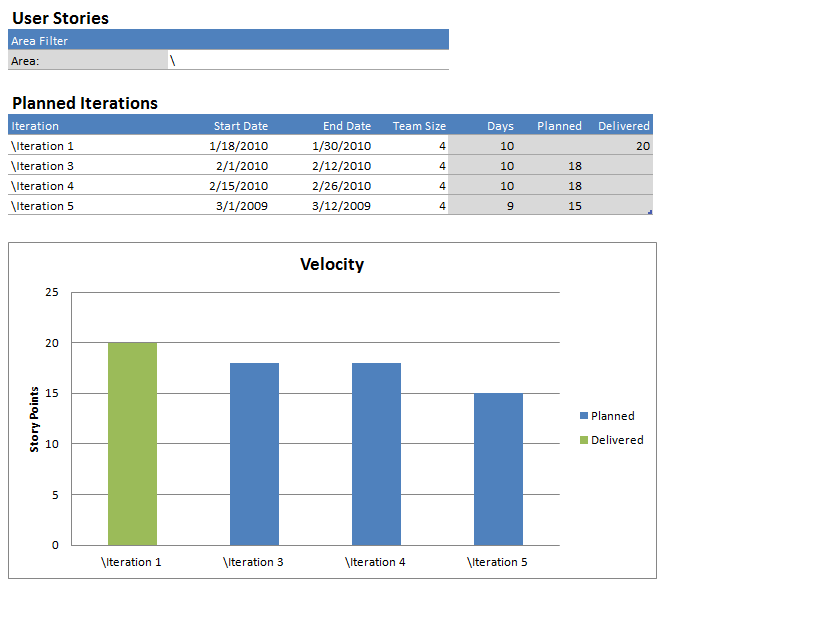 User Stories
Area Filter
Area: \
Planned Iterations
Iteration Start Date End Date Team Size Days Planned Delivered
\Iteration 1 1/18/2010 1/30/2010 4 10 20
\Iteration 3 2/1/2010 2/12/2010 4 10 18
\Iteration 4 2/15/2010 2/26/2010 4 10 18
\Iteration 5 3/1/2009 3/12/2009 4 9 15
Velocity
25
20
15
10
5
0
Story Points
\Iteration 1 \Iteration 3 \Iteration 4 \Iteration 5
Planned
Delivered